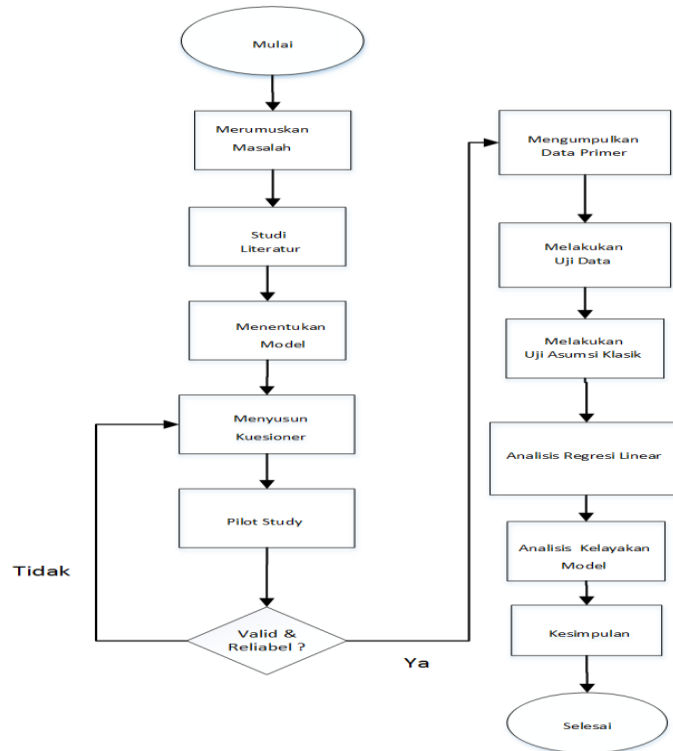 Mulai
Merumuskan
Masalah
Studi
Literatur
Menentukan
Model
Menyusun
Kuesioner
Pilot Study
Valid &
Reliabel ?
Tidak
Ya
Mengumpulkan
Data Primer
Melakukan
Uji Data
Melakukan
Uji Asumsi Klasik
Analisis Regresi Linear
Analisis Kelayakan
Model
Kesimpulan
Selesai